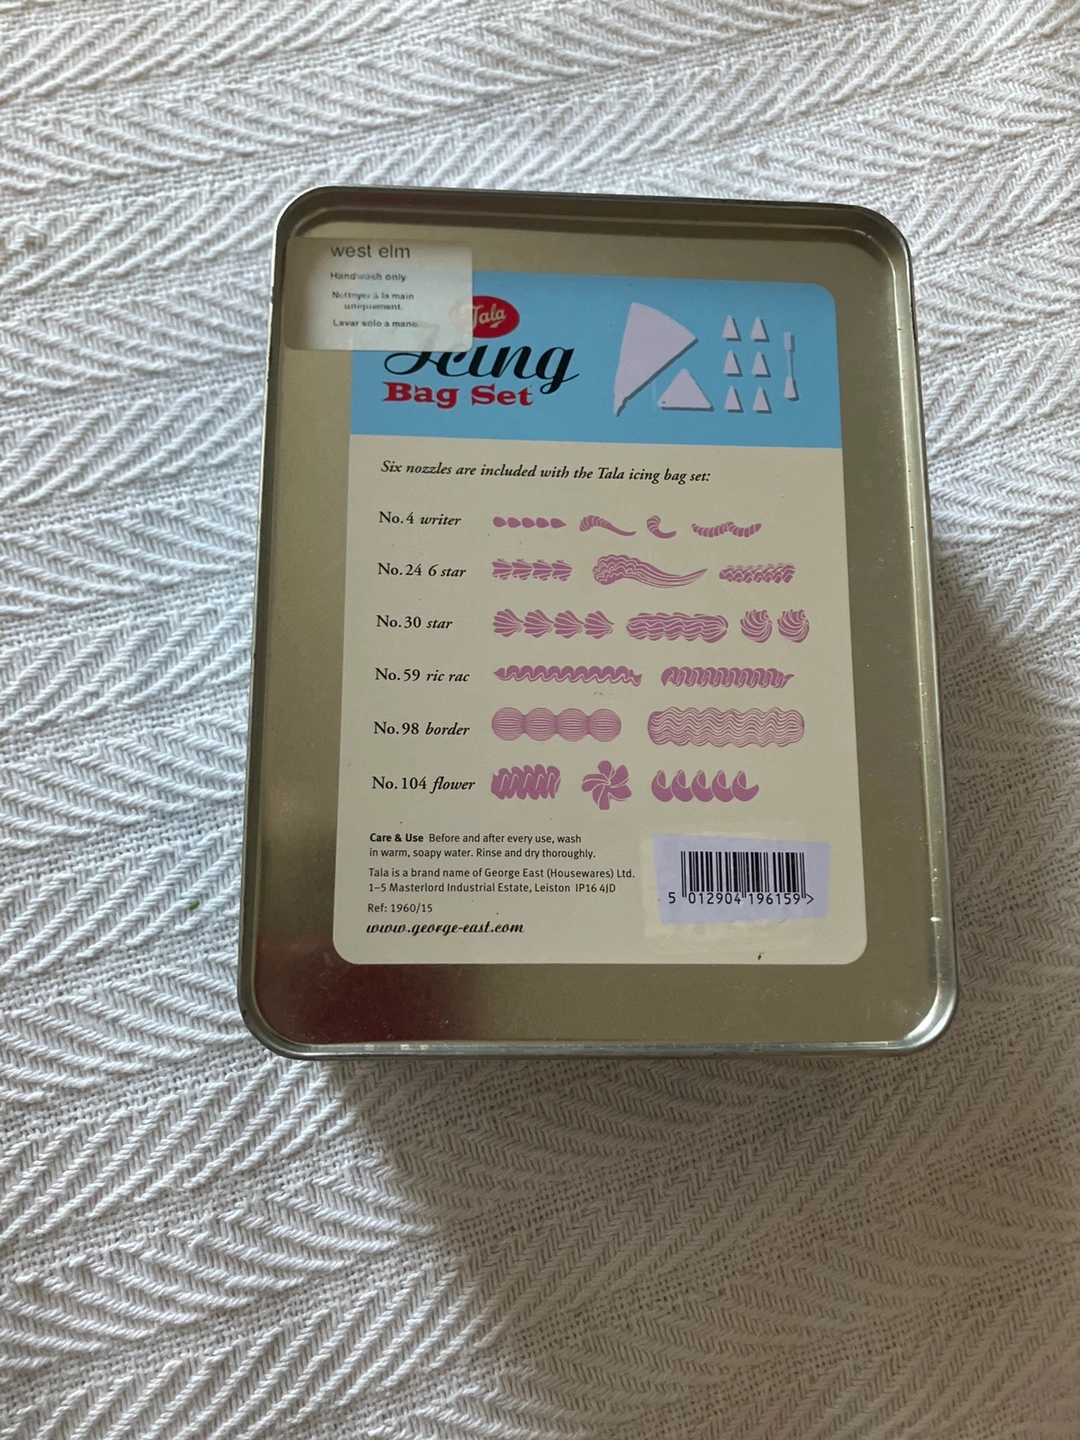 west elm
Handwash only
Nettoyer à la main
uniquement.
Lavar solo a mano
Tala
Icing
Bag Set
Six nozzles are included with the Tala icing bag set:
No. 4 writer
No. 24 6 star
No. 30 star
No. 59 ric rac
No. 98 border
No. 104 flower
Care & Use Before and after every use, wash
in warm, soapy water. Rinse and dry thoroughly.
Tala is a brand name of George East (Housewares) Ltd.
1–5 Masterlord Industrial Estate, Leiston IP16 4JD
Ref: 1960/15
www.george-east.com
5 012904 196159 >